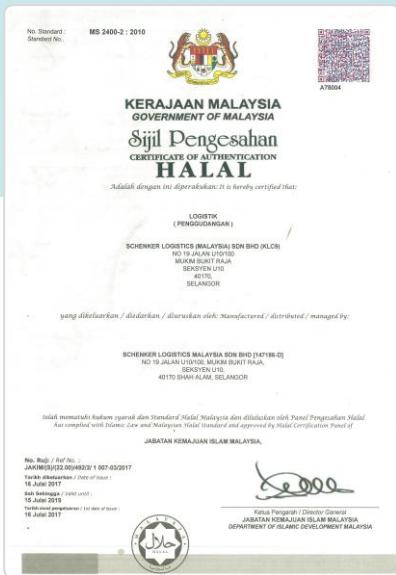 No. Standard : MS 2400-2 : 2010
Standard No..
A78004
KERAJAAN MALAYSIA
GOVERNMENT OF MALAYSIA
Sijil Pengesahan
CERTIFICATE OF AUTHENTICATION
HALAL
Adalah dengan ini diperakukan: It is hereby certified that:
LOGISTIK
( PENGGUDANGAN )
SCHENKER LOGISTICS (MALAYSIA) SDN BHD (KLC9)
NO 19 JALAN U10/100
MUKIM BUKIT RAJA
SEKSYEN U10
40170,
SELANGOR
yang dikeluarkan / diedarkan / diuruskan oleh: Manufactured / distributed / managed by:
SCHENKER LOGISTICS MALAYSIA SDN BHD [147186-D]
NO 19 JALAN U10/100, MUKIM BUKIT RAJA,
SEKSYEN U10,
40170 SHAH ALAM, SELANGOR
telah mematuhi hukum syarak dan Standard Halal Malaysia dan diluluskan oleh Panel Pengesahan Halal
has complied with Islamic Law and Malaysian Halal Standard and approved by Halal Certification Panel of
JABATAN KEMAJUAN ISLAM MALAYSIA,
No. Ruj: / Ref No. :
JAKIM/(S)/(22.00)/492/2/ 1 007-03/2017
Tarikh dikeluarkan / Date of issue :
16 Julai 2017
Sah Sehingga / Valid until :
15 Julai 2019
Tarikh mual pengeluaran / 1st date of issue :
16 Julai 2017
Ketua Pengarah / Director General
JABATAN KEMAJUAN ISLAM MALAYSIA
DEPARTMENT OF ISLAMIC DEVELOPMENT MALAYSIA
MALAYSIA
حلال
HALAL